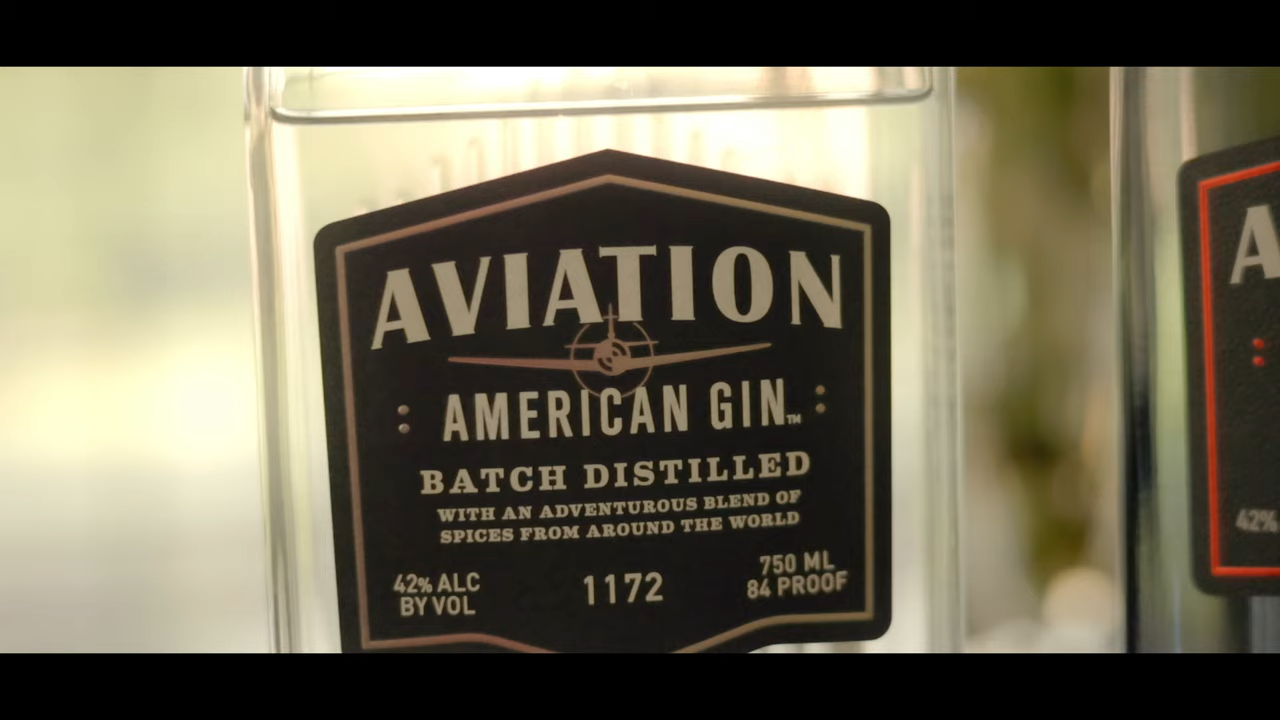 AVIATION
AMERICAN GIN™
BATCH DISTILLED
WITH AN ADVENTUROUS BLEND OF
SPICES FROM AROUND THE WORLD
42% ALC
BY VOL
1172
750 ML
84 PROOF
A
42%